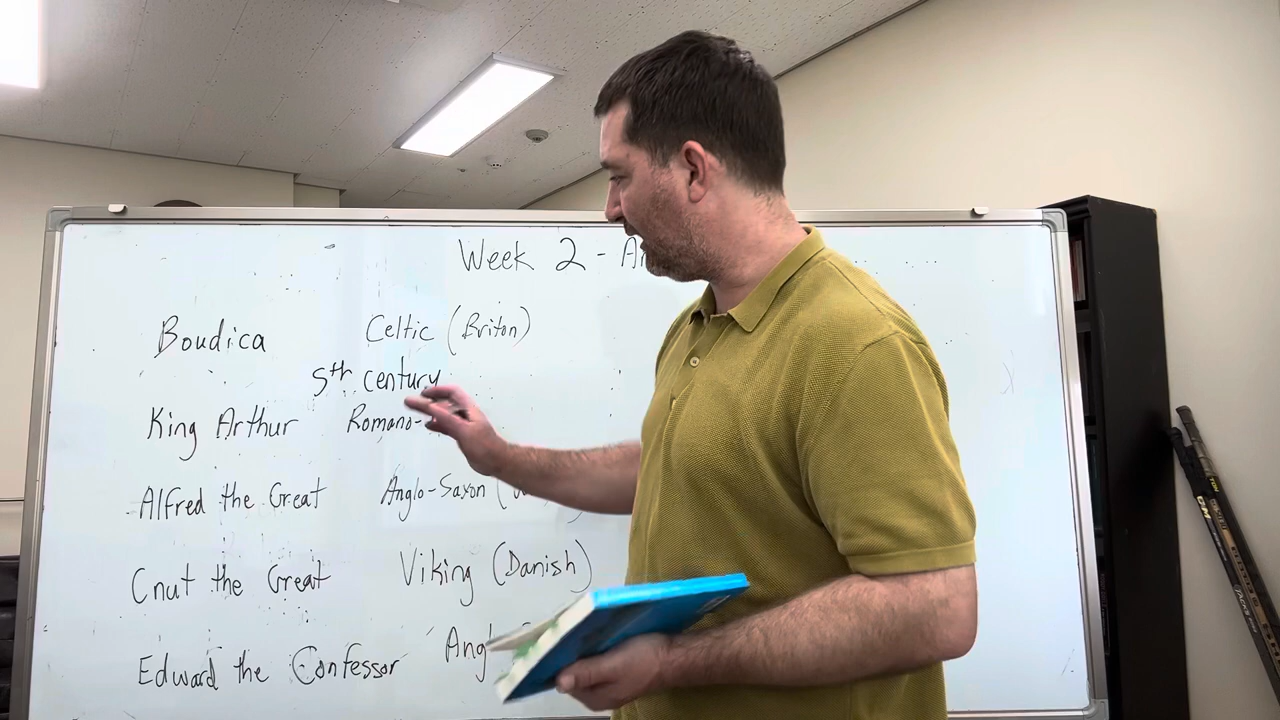 Week 2 -
Boudica Celtic (Briton)
5th century
King Arthur Romano-
Alfred the Great Anglo-Saxon
Cnut the Great Viking (Danish)
Edward the Confessor